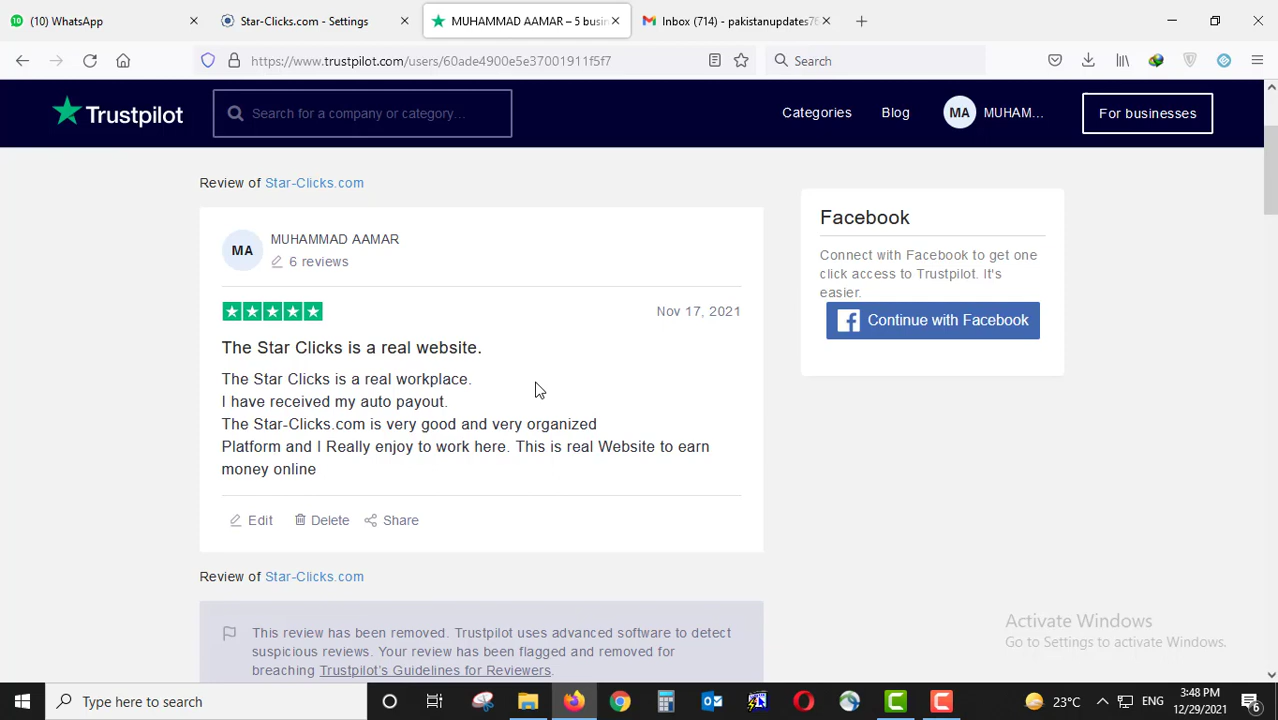 (10) WhatsApp
Star-Clicks.com - Settings
MUHAMMAD AAMAR – 5 busin
Inbox (714) - pakistanupdates76
https://www.trustpilot.com/users/6dade4900e5e37001911f5f7
Search
Trustpilot
Search for a company or category...
Categories
Blog
MA
MUHAM...
For businesses
Review of Star-Clicks.com
MA
MUHAMMAD AAMAR
6 reviews
Nov 17, 2021
The Star Clicks is a real website.
The Star Clicks is a real workplace.
I have received my auto payout.
The Star-Clicks.com is very good and very organized
Platform and I Really enjoy to work here. This is real Website to earn
money online
Edit
Delete
Share
Facebook
Connect with Facebook to get one
click access to Trustpilot. It's
easier.
Continue with Facebook
Review of Star-Clicks.com
This review has been removed. Trustpilot uses advanced software to detect
suspicious reviews. Your review has been flagged and removed for
breaching Trustpilot's Guidelines for Reviewers.
Activate Windows
Go to Settings to activate Windows.
Type here to search
23°C
ENG
3:48 PM
12/29/2021
6